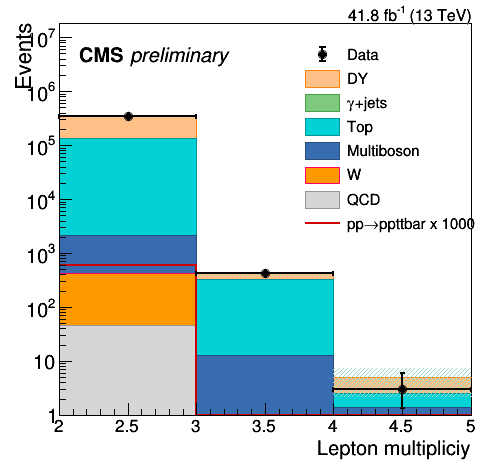 41.8 fb⁻¹ (13 TeV)
Events
CMS preliminary
Data
DY
γ+jets
Top
Multiboson
W
QCD
pp→ppttbar x 1000
10⁷
10⁶
10⁵
10⁴
10³
10²
10
1
2 2.5 3 3.5 4 4.5 5
Lepton multipliciy